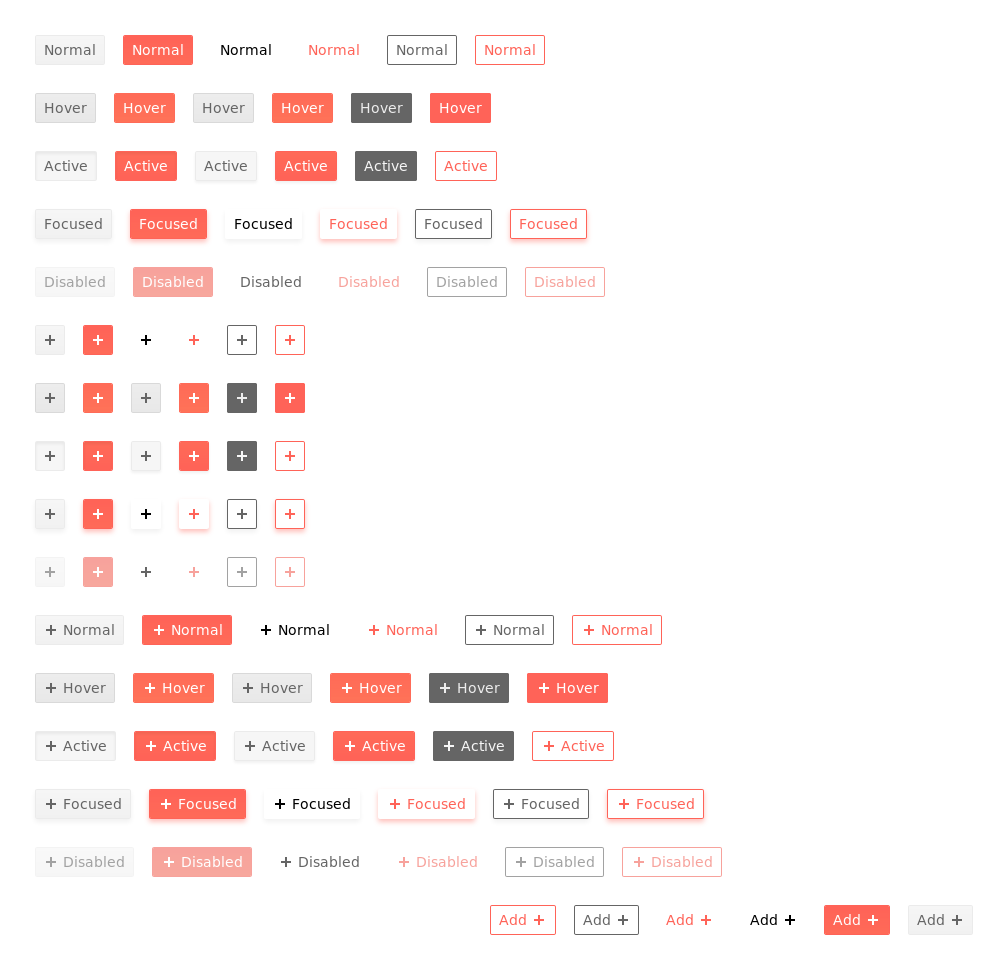 Normal Normal Normal Normal Normal Normal
Hover Hover Hover Hover Hover Hover
Active Active Active Active Active Active
Focused Focused Focused Focused Focused Focused
Disabled Disabled Disabled Disabled Disabled Disabled
+ + + + + +
+ + + + + +
+ + + + + +
+ + + + + +
+ + + + + +
+ Normal + Normal + Normal + Normal + Normal + Normal
+ Hover + Hover + Hover + Hover + Hover + Hover
+ Active + Active + Active + Active + Active + Active
+ Focused + Focused + Focused + Focused + Focused + Focused
+ Disabled + Disabled + Disabled + Disabled + Disabled + Disabled
Add + Add + Add + Add + Add + Add +